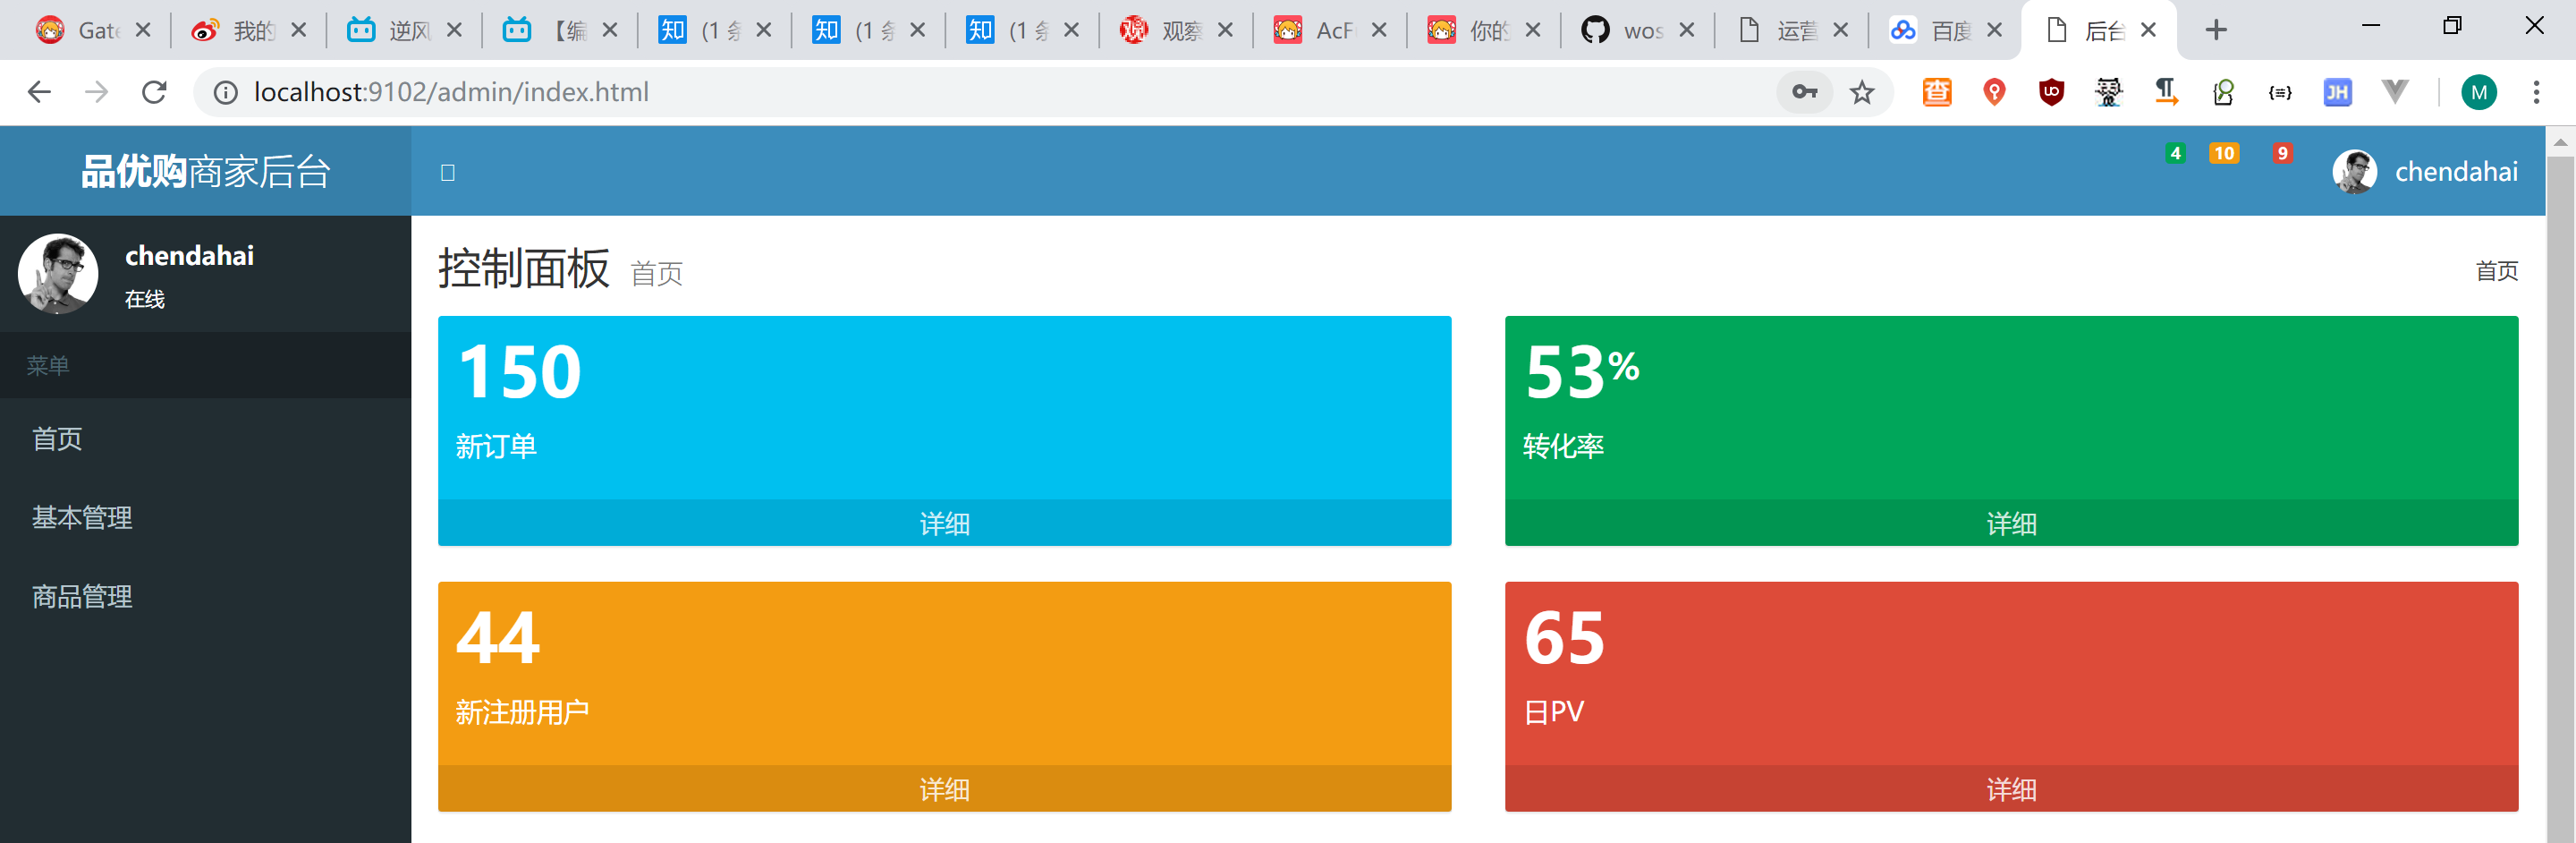 Gate
我的
逆风
【编
(1 条
(1 条
(1 条
观察
AcF
你的
wos
运营
百度
后台
localhost:9102/admin/index.html
M
品优购商家后台
4
10
9
chendahai
chendahai
在线
菜单
首页
基本管理
商品管理
控制面板 首页
首页
150
新订单
详细
53%
转化率
详细
44
新注册用户
详细
65
日PV
详细